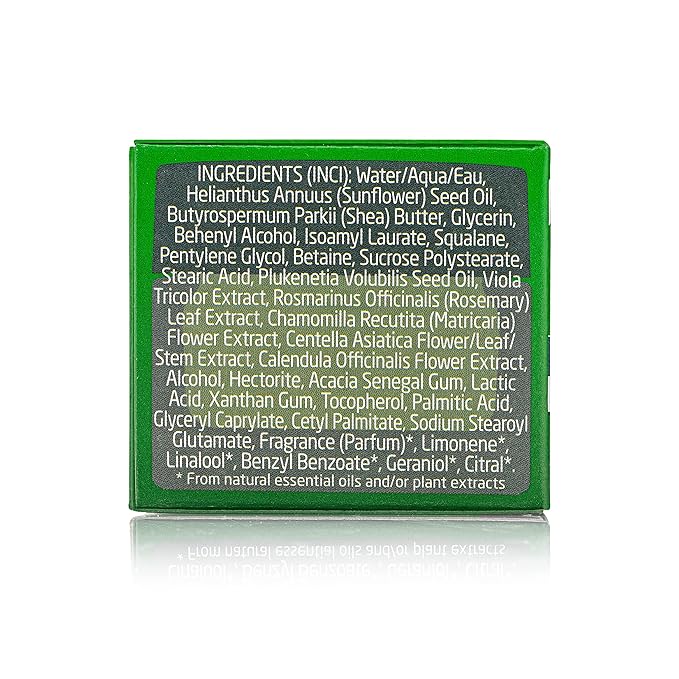 INGREDIENTS (INCI): Water/Aqua/Eau,
Helianthus Annuus (Sunflower) Seed Oil,
Butyrospermum Parkii (Shea) Butter, Glycerin,
Behenyl Alcohol, Isoamyl Laurate, Squalane,
Pentylene Glycol, Betaine, Sucrose Polystearate,
Stearic Acid, Plukenetia Volubilis Seed Oil, Viola
Tricolor Extract, Rosmarinus Officinalis (Rosemary)
Leaf Extract, Chamomilla Recutita (Matricaria)
Flower Extract, Centella Asiatica Flower/Leaf/
Stem Extract, Calendula Officinalis Flower Extract,
Alcohol, Hectorite, Acacia Senegal Gum, Lactic
Acid, Xanthan Gum, Tocopherol, Palmitic Acid,
Glyceryl Caprylate, Cetyl Palmitate, Sodium Stearoyl
Glutamate, Fragrance (Parfum)*, Limonene*,
Linalool*, Benzyl Benzoate*, Geraniol*, Citral*.
* From natural essential oils and/or plant extracts